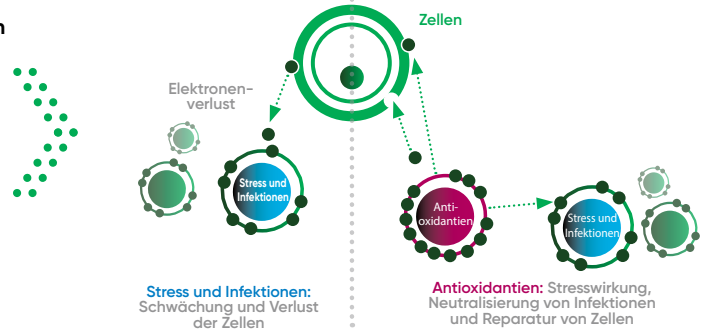 n
Zellen
Elektronen-
verlust
Stress und
Infektionen
Anti-
oxidantien
Stress und
Infektionen
Stress und Infektionen:
Schwächung und Verlust
der Zellen
Antioxidantien: Stresswirkung,
Neutralisierung von Infektionen
und Reparatur von Zellen